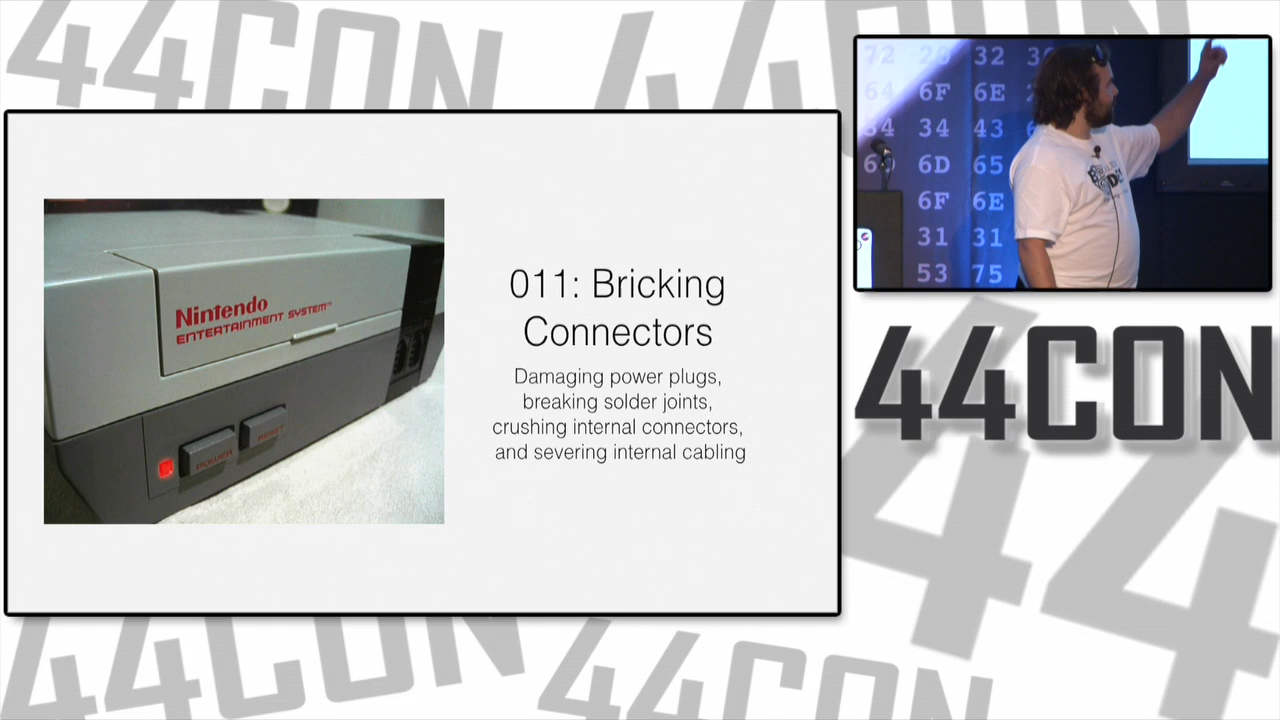 44CON
44CON
Nintendo
ENTERTAINMENT SYSTEM™
POWER
RESET
011: Bricking
Connectors
Damaging power plugs,
breaking solder joints,
crushing internal connectors,
and severing internal cabling
72 20 32
64 6F 6E
34 34 43
6D 65
6F 6E
31 31
53 75
44CON
44
44CON
44CON